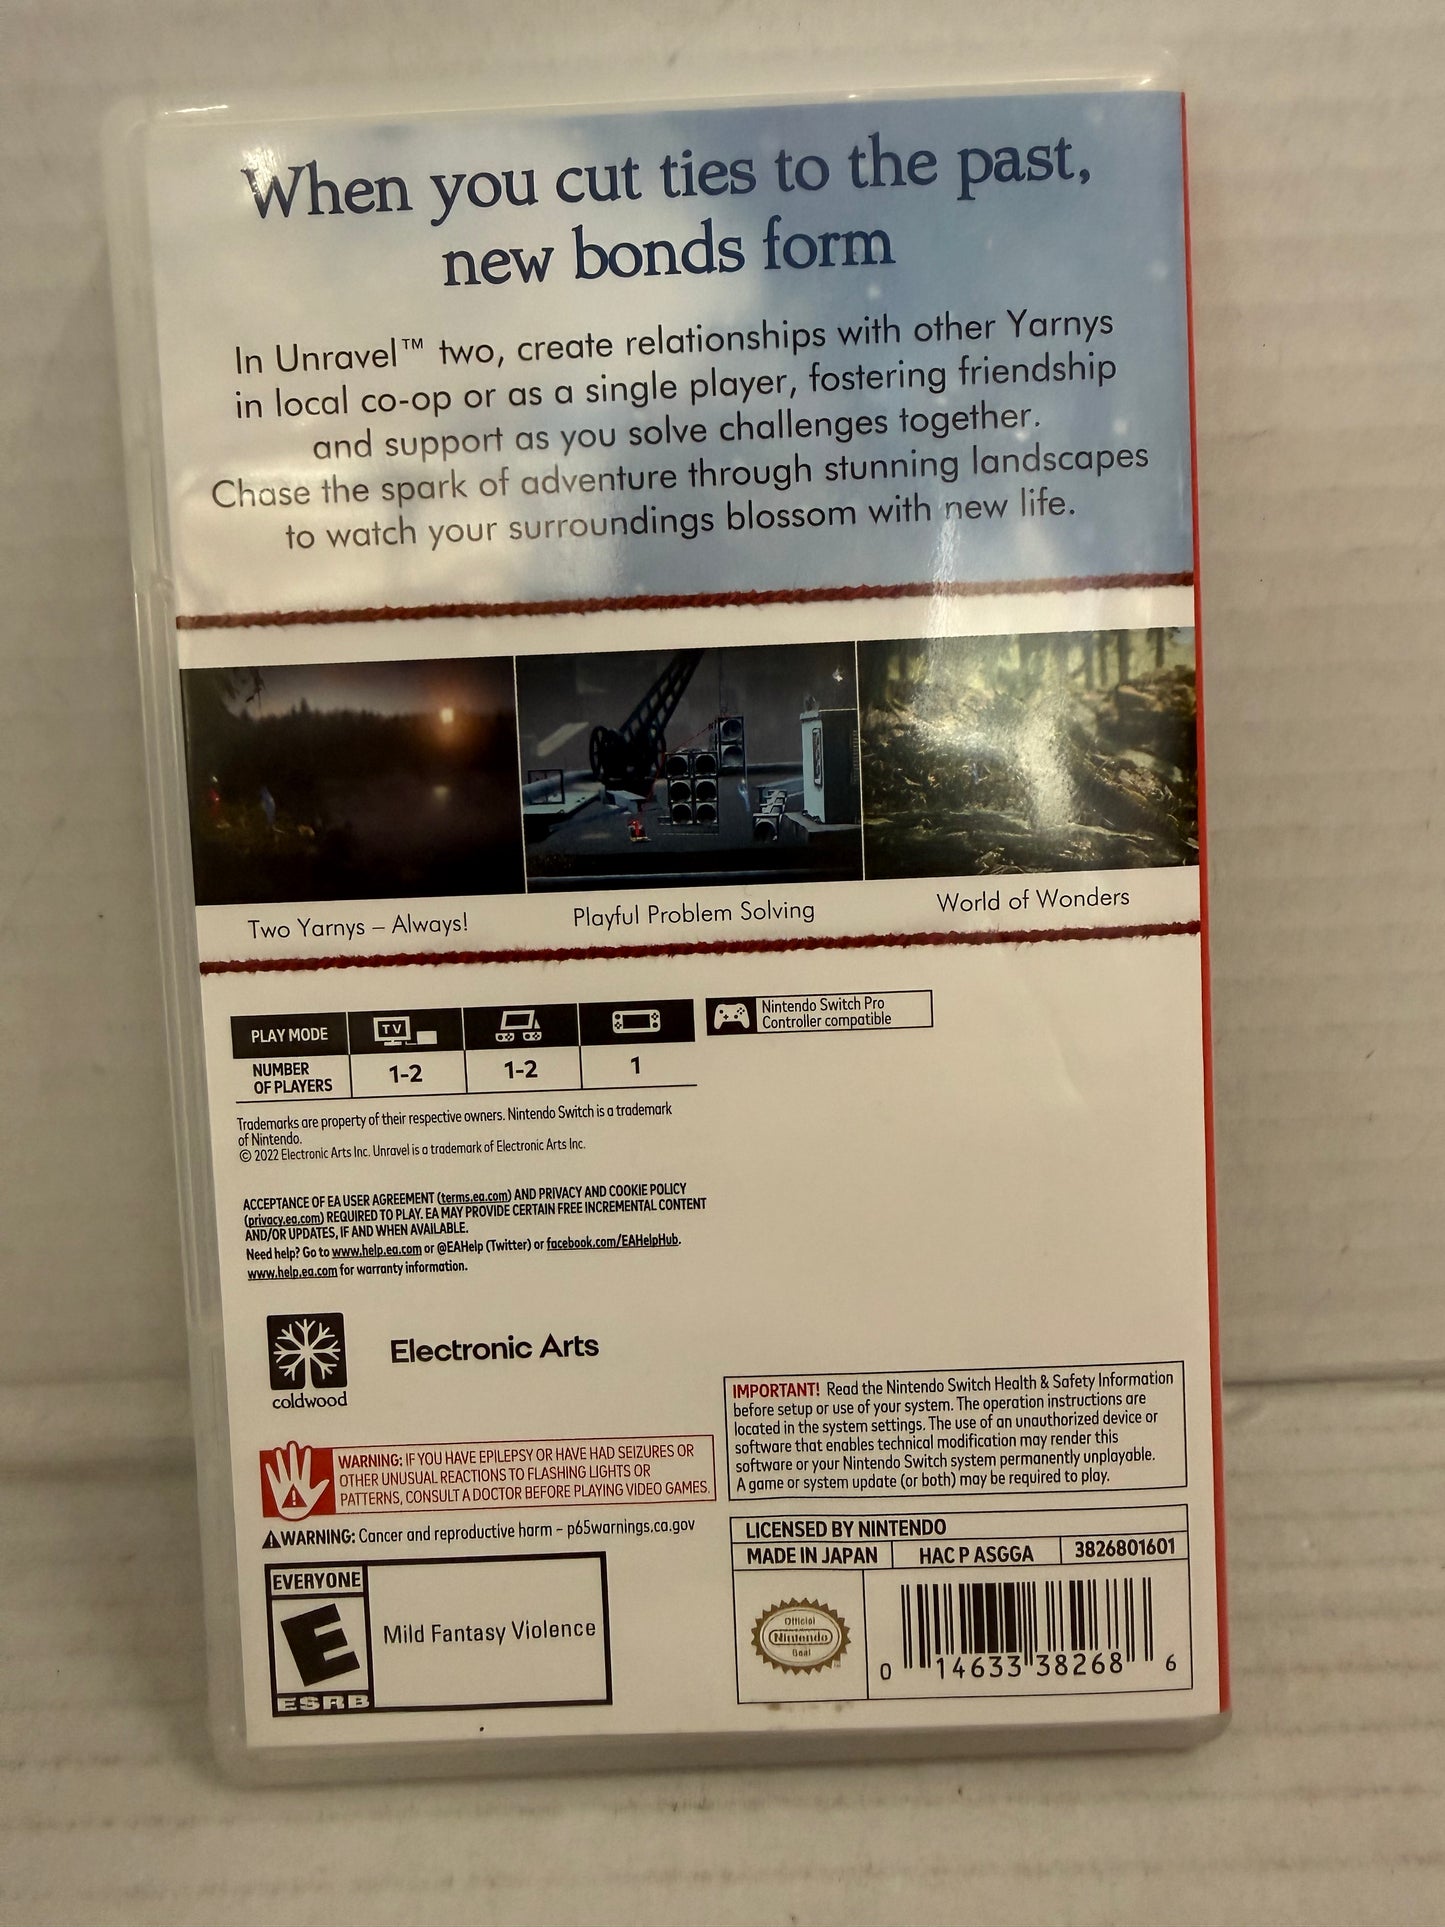 When you cut ties to the past,
new bonds form
In Unravel™ two, create relationships with other Yarnys
in local co-op or as a single player, fostering friendship
and support as you solve challenges together.
Chase the spark of adventure through stunning landscapes
to watch your surroundings blossom with new life.
Two Yarnys – Always!
Playful Problem Solving
World of Wonders
PLAY MODE
TV
NUMBER
OF PLAYERS
1-2
1-2
1
Nintendo Switch Pro
Controller compatible
Trademarks are property of their respective owners. Nintendo Switch is a trademark
of Nintendo.
© 2022 Electronic Arts Inc. Unravel is a trademark of Electronic Arts Inc.
ACCEPTANCE OF EA USER AGREEMENT (terms.ea.com) AND PRIVACY AND COOKIE POLICY
(privacy.ea.com) REQUIRED TO PLAY. EA MAY PROVIDE CERTAIN FREE INCREMENTAL CONTENT
AND/OR UPDATES, IF AND WHEN AVAILABLE.
Need help? Go to www.help.ea.com or @EAHelp (Twitter) or facebook.com/EAHelpHub.
www.help.ea.com for warranty information.
coldwood
Electronic Arts
WARNING: IF YOU HAVE EPILEPSY OR HAVE HAD SEIZURES OR
OTHER UNUSUAL REACTIONS TO FLASHING LIGHTS OR
PATTERNS, CONSULT A DOCTOR BEFORE PLAYING VIDEO GAMES.
WARNING: Cancer and reproductive harm – p65warnings.ca.gov
EVERYONE
E
ESRB
Mild Fantasy Violence
IMPORTANT! Read the Nintendo Switch Health & Safety Information
before setup or use of your system. The operation instructions are
located in the system settings. The use of an unauthorized device or
software that enables technical modification may render this
software or your Nintendo Switch system permanently unplayable.
A game or system update (or both) may be required to play.
LICENSED BY NINTENDO
MADE IN JAPAN
HAC P ASGGA
3826801601
Official
Nintendo
Seal
0 14633 38268 6